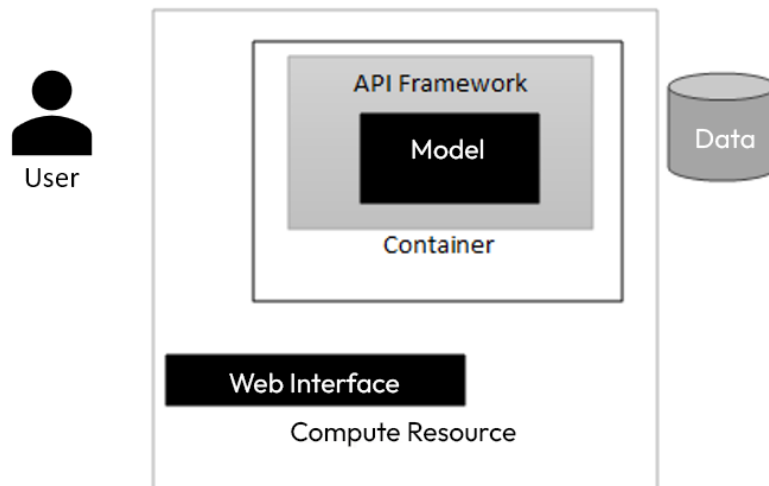 API Framework
Model
Data
User
Container
Web Interface
Compute Resource